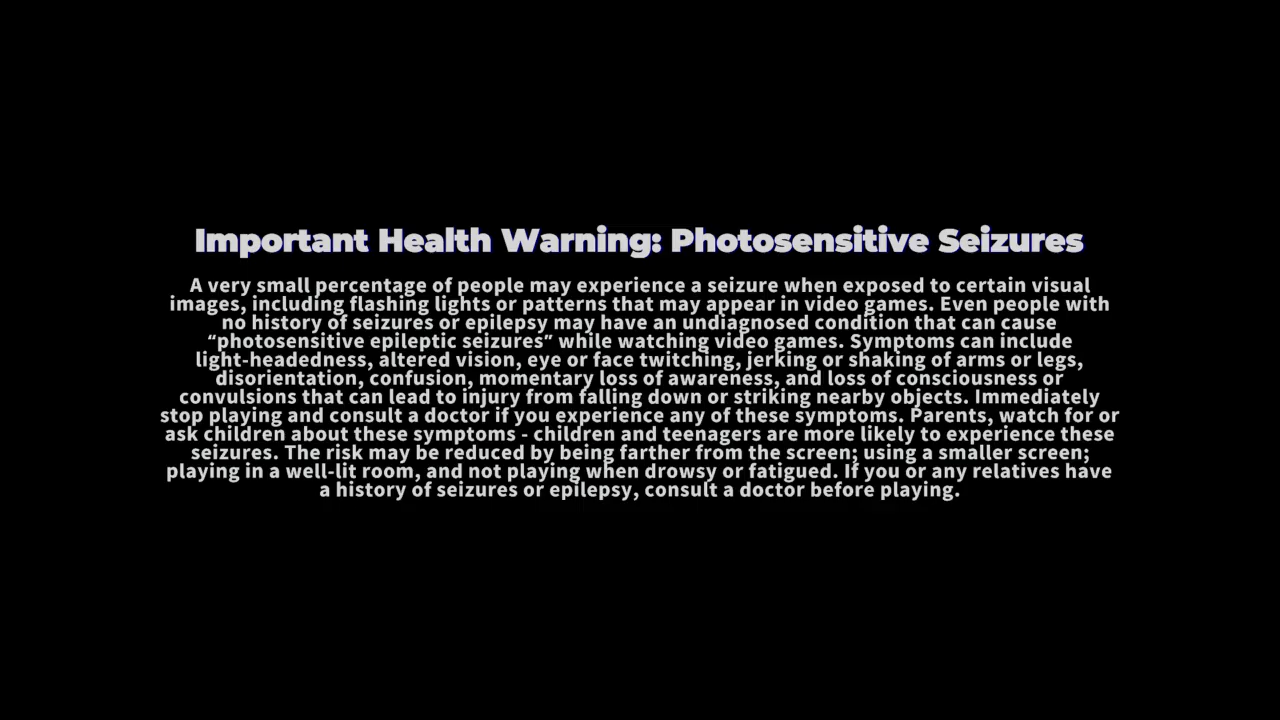 Important Health Warning: Photosensitive Seizures
A very small percentage of people may experience a seizure when exposed to certain visual
images, including flashing lights or patterns that may appear in video games. Even people with
no history of seizures or epilepsy may have an undiagnosed condition that can cause
“photosensitive epileptic seizures” while watching video games. Symptoms can include
light-headedness, altered vision, eye or face twitching, jerking or shaking of arms or legs,
disorientation, confusion, momentary loss of awareness, and loss of consciousness or
convulsions that can lead to injury from falling down or striking nearby objects. Immediately
stop playing and consult a doctor if you experience any of these symptoms. Parents, watch for or
ask children about these symptoms - children and teenagers are more likely to experience these
seizures. The risk may be reduced by being farther from the screen; using a smaller screen;
playing in a well-lit room, and not playing when drowsy or fatigued. If you or any relatives have
a history of seizures or epilepsy, consult a doctor before playing.